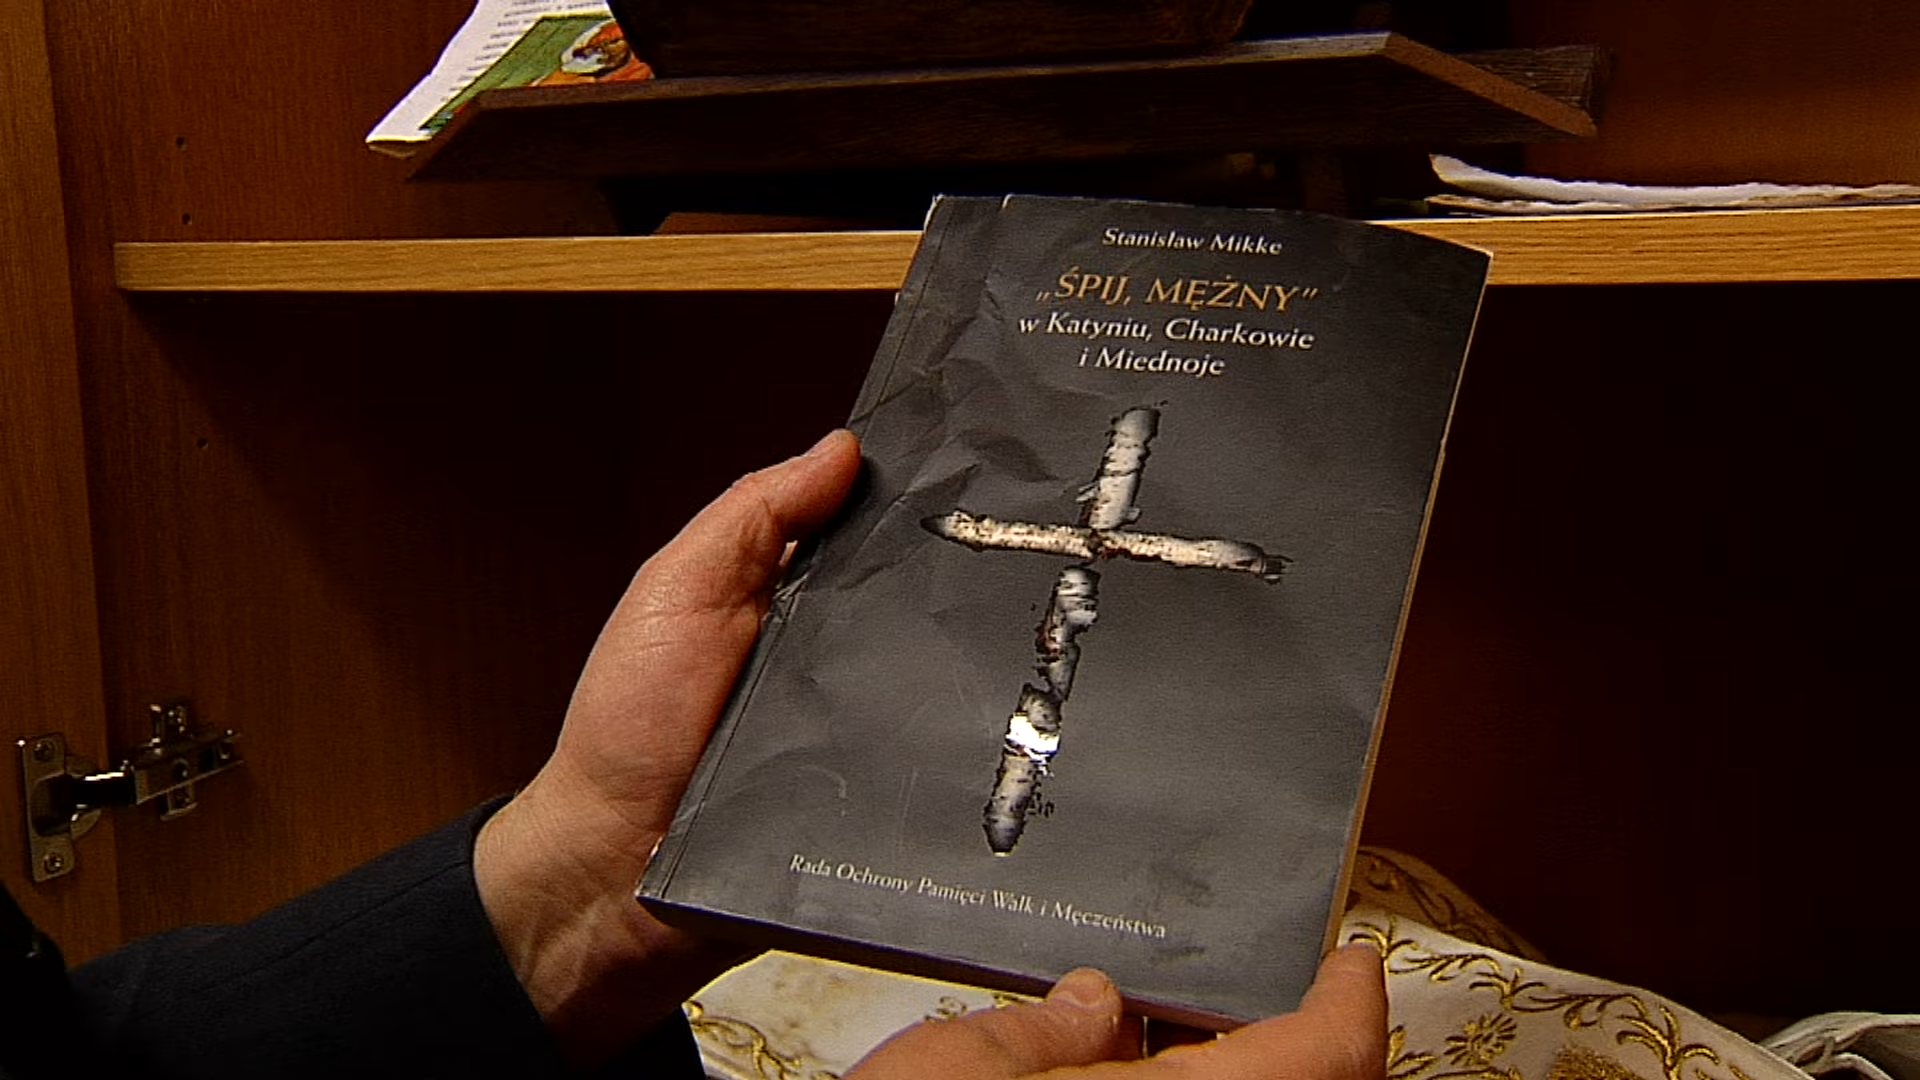 Stanisław Mikke
„ŚPIJ, MĘŻNY”
w Katyniu, Charkowie
i Miednoje
Rada Ochrony Pamięci Walk i Męczeństwa